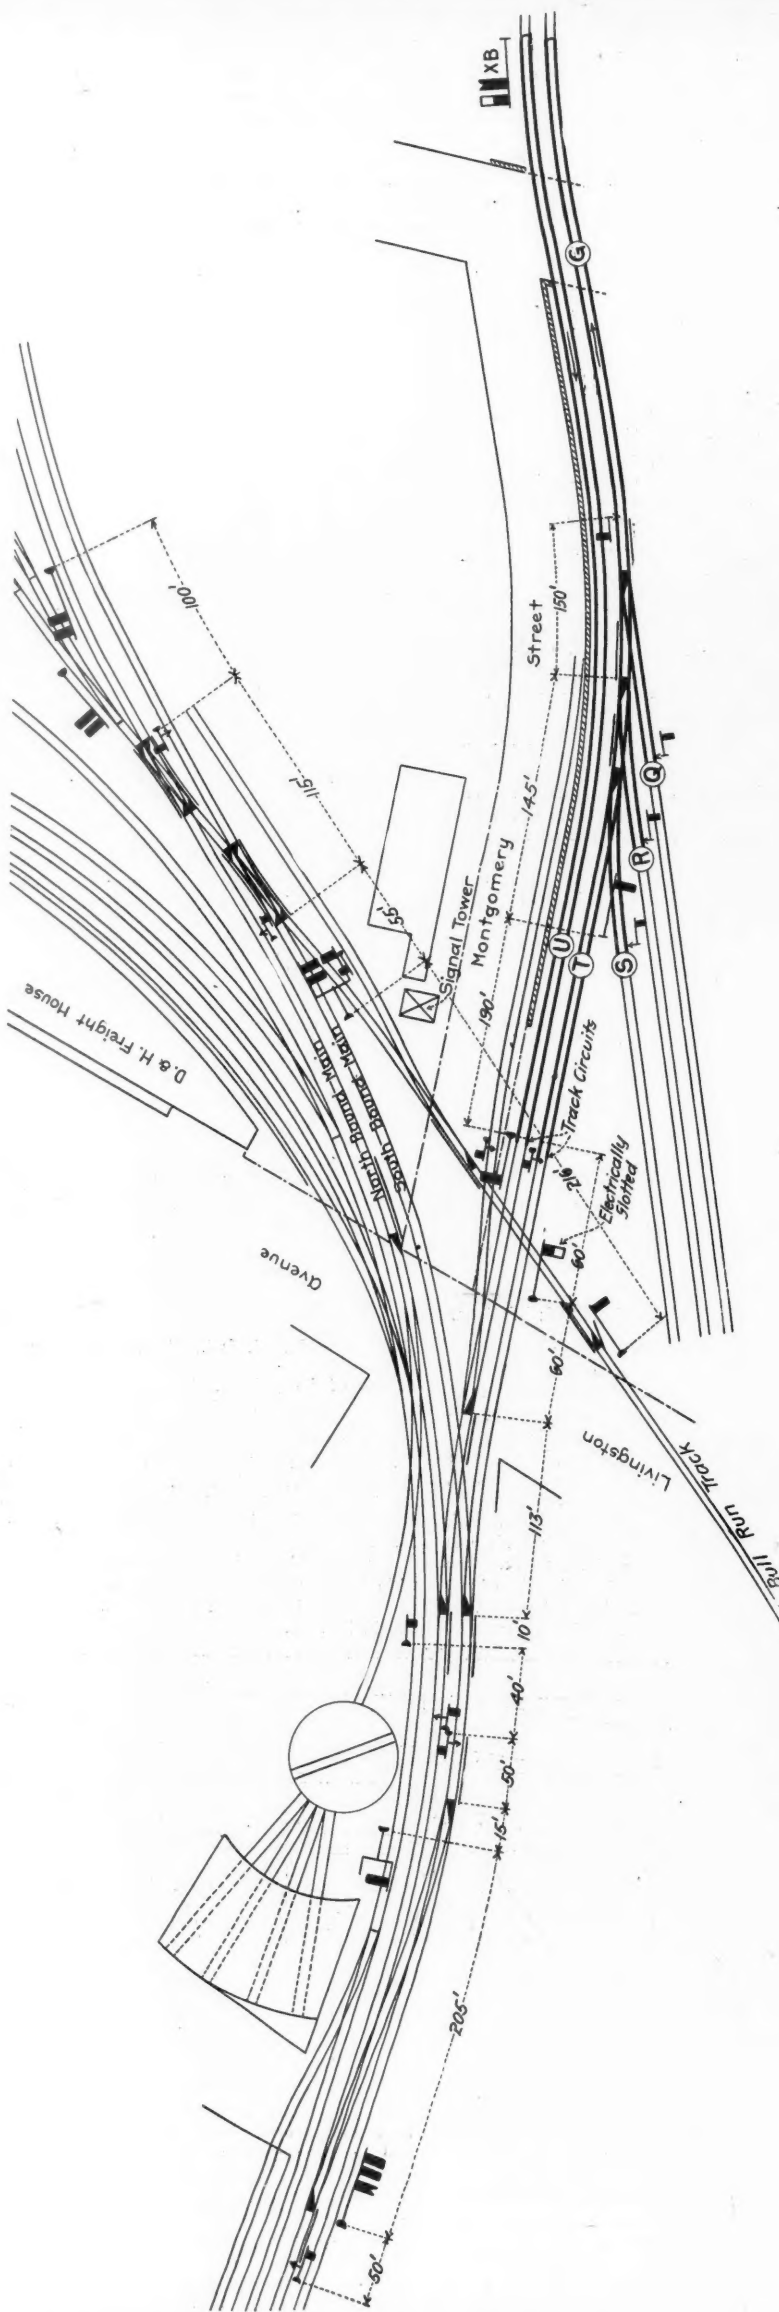 XB
G
100'
115'
55'
Street
150'
145'
Montgomery
190'
Signal Tower
Q
R
S
U
T
D. & H. Freight House
North Bound Main
South Bound Main
Track Circuits
216'
Electrically
Slotted
60'
60'
Avenue
Livingston
Bull Run Track
113'
10'
40'
50'
15'
205'
50'